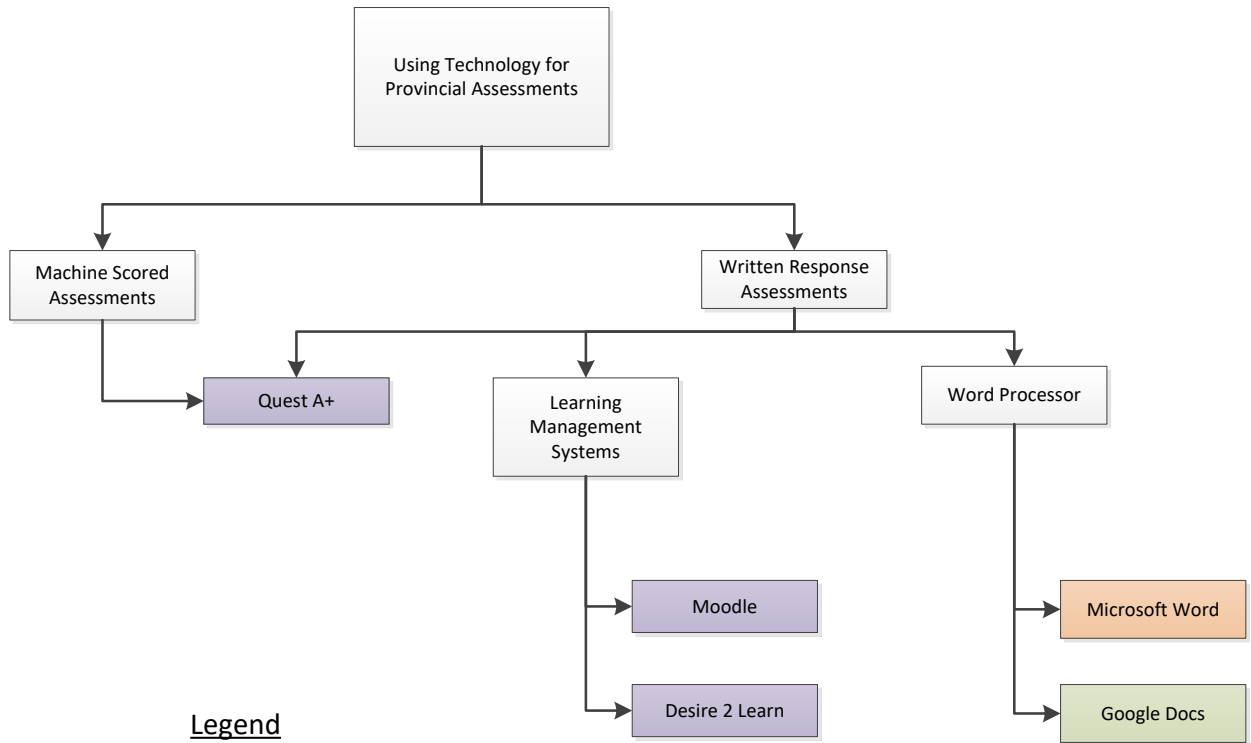 Using Technology for
Provincial Assessments
Machine Scored
Assessments
Written Response
Assessments
Quest A+
Learning
Management
Systems
Word Processor
Moodle
Microsoft Word
Desire 2 Learn
Google Docs
Legend